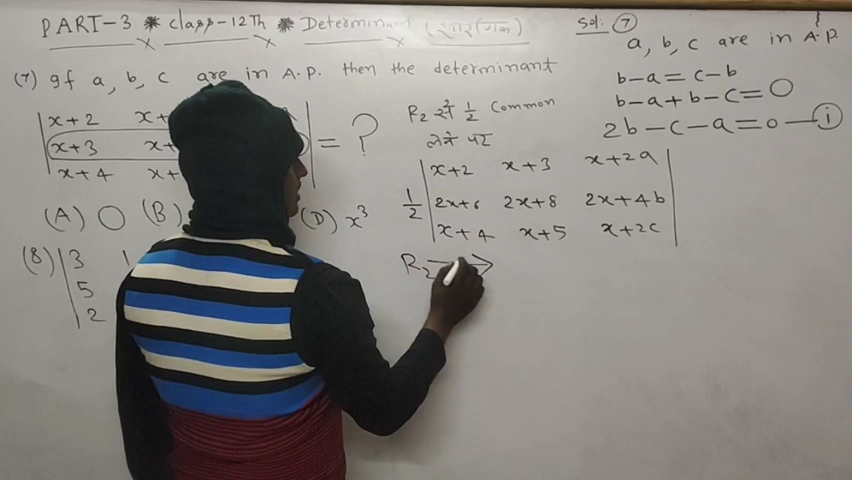 PART-3 * class-12Th * Determinant (सारणिक)
(7) If a, b, c are in A.P. then the determinant
x+2 x+
x+3 x+ = ?
x+4 x+
(A) O (B) (D) x³
(8) 3 1
5
2
Sol: (7)
a, b, c are in A.P.
b-a = c-b
b-a+b-c = 0
2b-c-a = 0 — (i)
R₂ से ½ common
लेने पर
x+2 x+3 x+2a
½ 2x+6 2x+8 2x+4b
x+4 x+5 x+2c
R₂ →